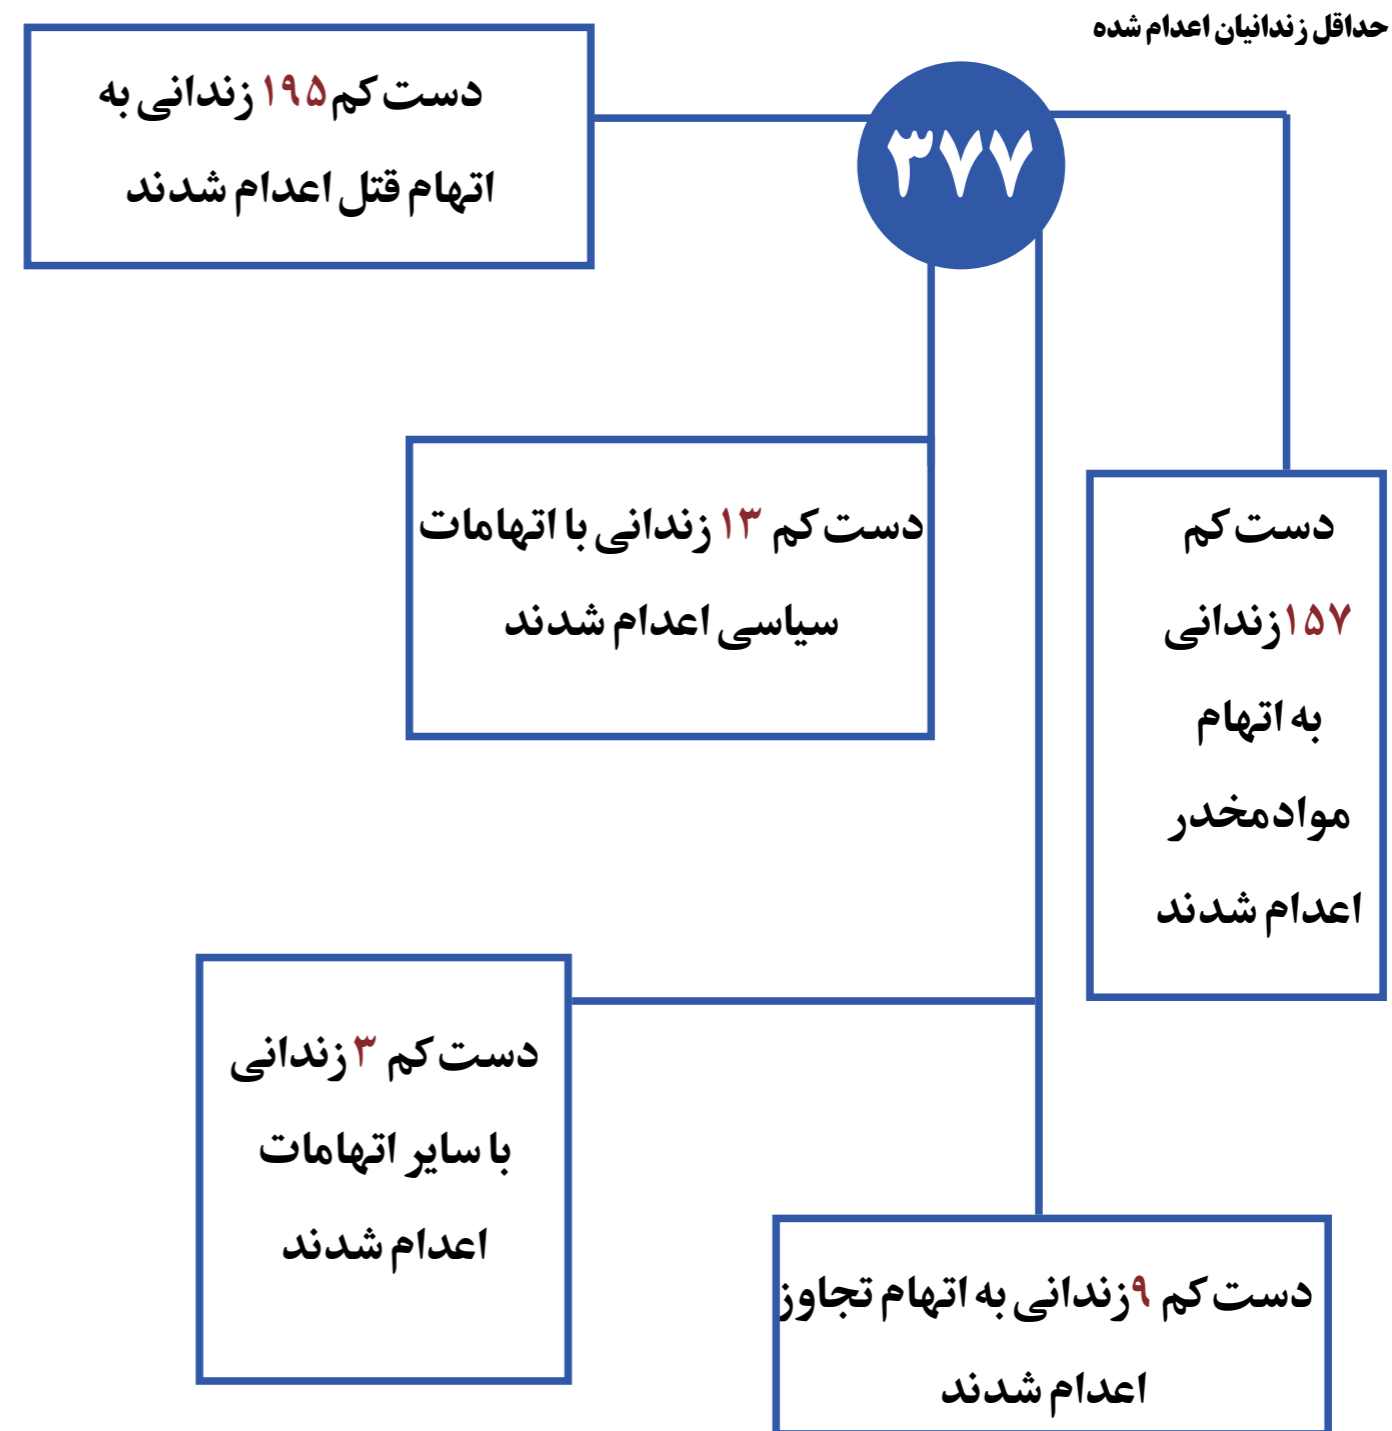 حداقل زندانیان اعدام شده
۳۷۷
دست کم ۱۹۵ زندانی به
اتهام قتل اعدام شدند
دست کم ۱۳ زندانی با اتهامات
سیاسی اعدام شدند
دست کم
۱۵۷ زندانی
به اتهام
موادمخدر
اعدام شدند
دست کم ۳ زندانی
با سایر اتهامات
اعدام شدند
دست کم ۹ زندانی به اتهام تجاوز
اعدام شدند